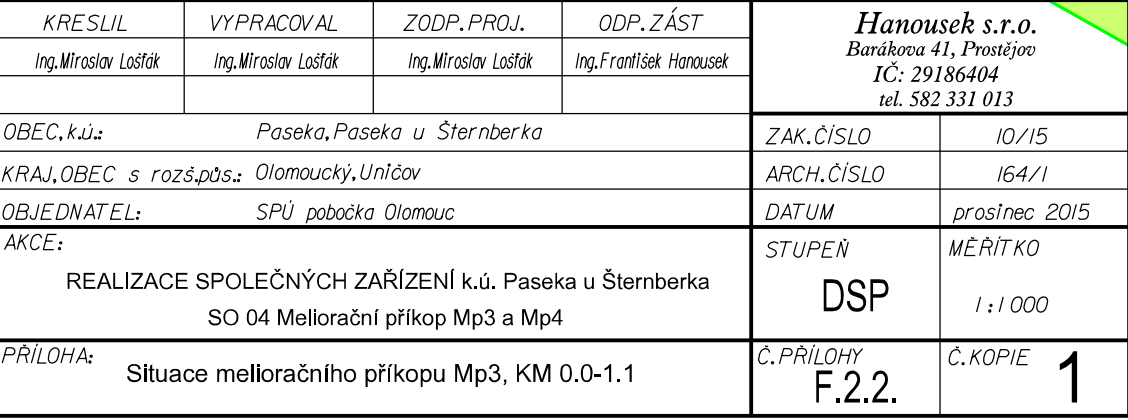 KRESLIL VYPRACOVAL ZODP.PROJ. ODP.ZÁST
Ing.Miroslav Lošťák Ing.Miroslav Lošťák Ing.Miroslav Lošťák Ing.František Hanousek
Hanousek s.r.o.
Barákova 41, Prostějov
IČ: 29186404
tel. 582 331 013
OBEC,k.ú.: Paseka,Paseka u Šternberka
KRAJ,OBEC s rozš.půs.: Olomoucký,Uničov
OBJEDNATEL: SPÚ pobočka Olomouc
ZAK.ČÍSLO 10/15
ARCH.ČÍSLO 164/1
DATUM prosinec 2015
AKCE:
REALIZACE SPOLEČNÝCH ZAŘÍZENÍ k.ú. Paseka u Šternberka
SO 04 Meliorační příkop Mp3 a Mp4
STUPEŇ MĚŘÍTKO
DSP 1:1000
PŘÍLOHA:
Situace melioračního příkopu Mp3, KM 0.0-1.1
Č.PŘÍLOHY Č.KOPIE
F.2.2. 1